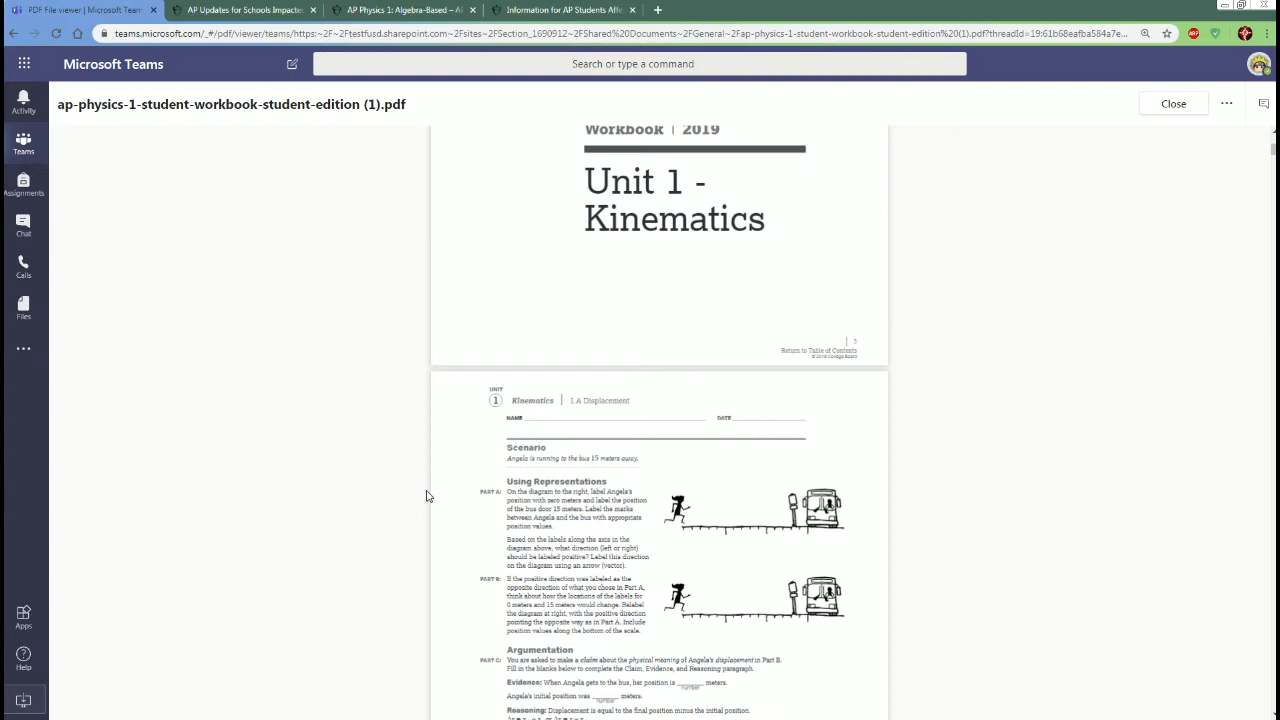 PDF File viewer | Microsoft Team
AP Updates for Schools Impacte
AP Physics 1: Algebra-Based – A
Information for AP Students Affe
teams.microsoft.com/_#/pdf/viewer/teams/https:~2F~2Ftestfusd.sharepoint.com~2Fsites~2FSection_1690912~2FShared%20Documents~2FGeneral~2Fap-physics-1-student-workbook-student-edition%20(1).pdf?threadId=19:61b68eafba584a7e...
Microsoft Teams
Search or type a command
ap-physics-1-student-workbook-student-edition (1).pdf
Close
Activity
Teams
Assignments
Chat
Calls
Files
Apps
Help
Workbook | 2019
Unit 1 -
Kinematics
Return to Table of Contents
UNIT
1 Kinematics | 1.A Displacement
NAME DATE
Scenario
Angela is running to the bus 15 meters away.
Using Representations
PART A: On the diagram to the right, label Angela's
position with zero meters and label the position
of the bus door 15 meters. Label the marks
between Angela and the bus with appropriate
position values.
Based on the labels along the axis in the
diagram above, what direction (left or right)
should be labeled positive? Label this direction
on the diagram using an arrow (vector).
PART B: If the positive direction was labeled as the
opposite direction of what you chose in Part A,
think about how the locations of the labels for
0 meters and 15 meters would change. Relabel
the diagram at right, with the positive direction
pointing the opposite way as in Part A. Include
position values along the bottom of the scale.
Argumentation
PART C: You are asked to make a claim about the physical meaning of Angela's displacement in Part B.
Fill in the blanks below to complete the Claim, Evidence, and Reasoning paragraph.
Evidence: When Angela gets to the bus, her position is ______ meters.
number
Angela's initial position was ______ meters.
number
Reasoning: Displacement is equal to the final position minus the initial position.